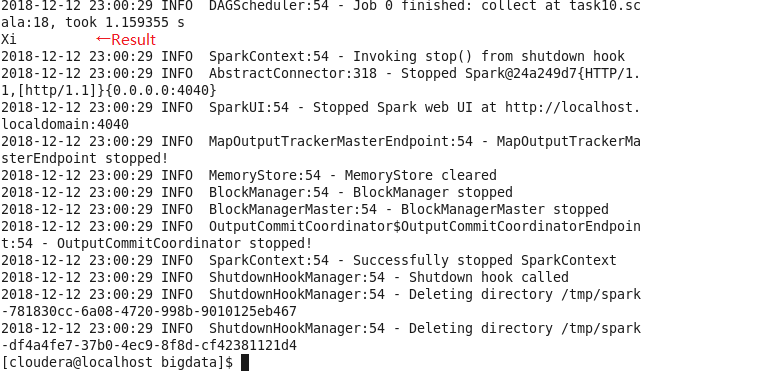 2018-12-12 23:00:29 INFO  DAGScheduler:54 - Job 0 finished: collect at task10.sc
ala:18, took 1.159355 s
Xi ←Result
2018-12-12 23:00:29 INFO  SparkContext:54 - Invoking stop() from shutdown hook
2018-12-12 23:00:29 INFO  AbstractConnector:318 - Stopped Spark@24a249d7{HTTP/1.
1,[http/1.1]}{0.0.0.0:4040}
2018-12-12 23:00:29 INFO  SparkUI:54 - Stopped Spark web UI at http://localhost.
localdomain:4040
2018-12-12 23:00:29 INFO  MapOutputTrackerMasterEndpoint:54 - MapOutputTrackerMa
sterEndpoint stopped!
2018-12-12 23:00:29 INFO  MemoryStore:54 - MemoryStore cleared
2018-12-12 23:00:29 INFO  BlockManager:54 - BlockManager stopped
2018-12-12 23:00:29 INFO  BlockManagerMaster:54 - BlockManagerMaster stopped
2018-12-12 23:00:29 INFO  OutputCommitCoordinator$OutputCommitCoordinatorEndpoin
t:54 - OutputCommitCoordinator stopped!
2018-12-12 23:00:29 INFO  SparkContext:54 - Successfully stopped SparkContext
2018-12-12 23:00:29 INFO  ShutdownHookManager:54 - Shutdown hook called
2018-12-12 23:00:29 INFO  ShutdownHookManager:54 - Deleting directory /tmp/spark
-781830cc-6a08-4720-998b-9010125eb467
2018-12-12 23:00:29 INFO  ShutdownHookManager:54 - Deleting directory /tmp/spark
-df4a4fe7-37b0-4ec9-8f8d-cf42381121d4
[cloudera@localhost bigdata]$